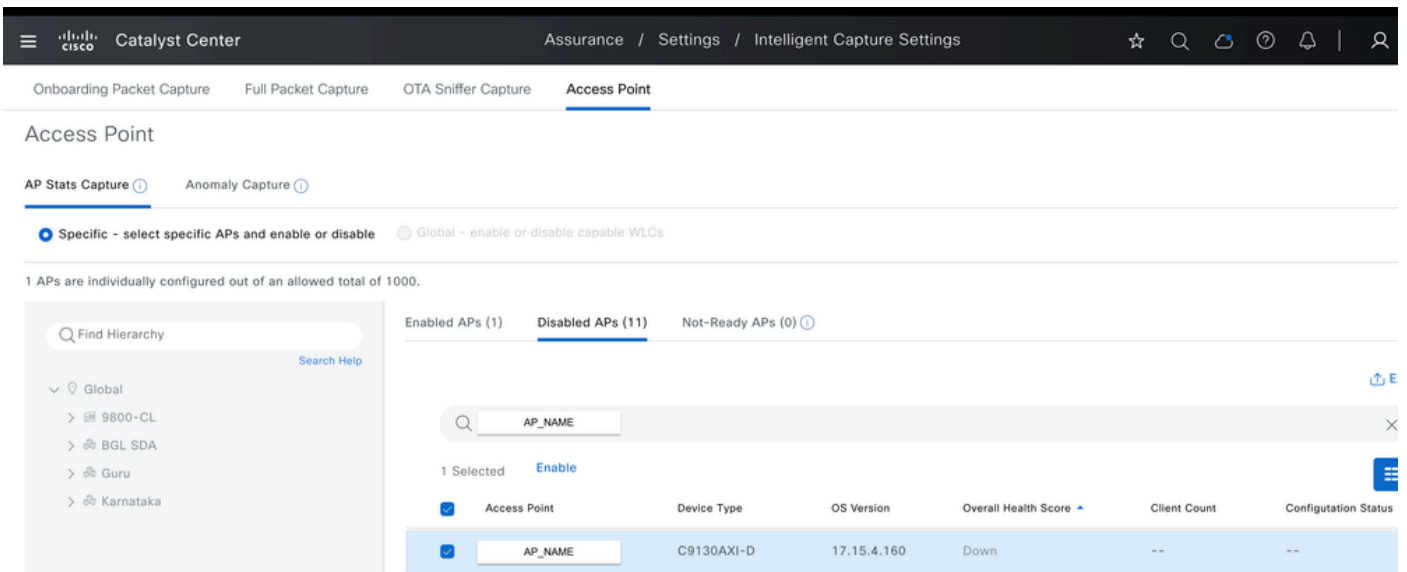 cisco Catalyst Center Assurance / Settings / Intelligent Capture Settings
Onboarding Packet Capture Full Packet Capture OTA Sniffer Capture Access Point
Access Point
AP Stats Capture Anomaly Capture
Specific - select specific APs and enable or disable Global - enable or disable capable WLCs
1 APs are individually configured out of an allowed total of 1000.
Enabled APs (1) Disabled APs (11) Not-Ready APs (0)
Find Hierarchy
Search Help
Global
9800-CL
BGL SDA
Guru
Karnataka
E
AP_NAME
1 Selected Enable
Access Point Device Type OS Version Overall Health Score Client Count Configutation Status
AP_NAME C9130AXI-D 17.15.4.160 Down -- --